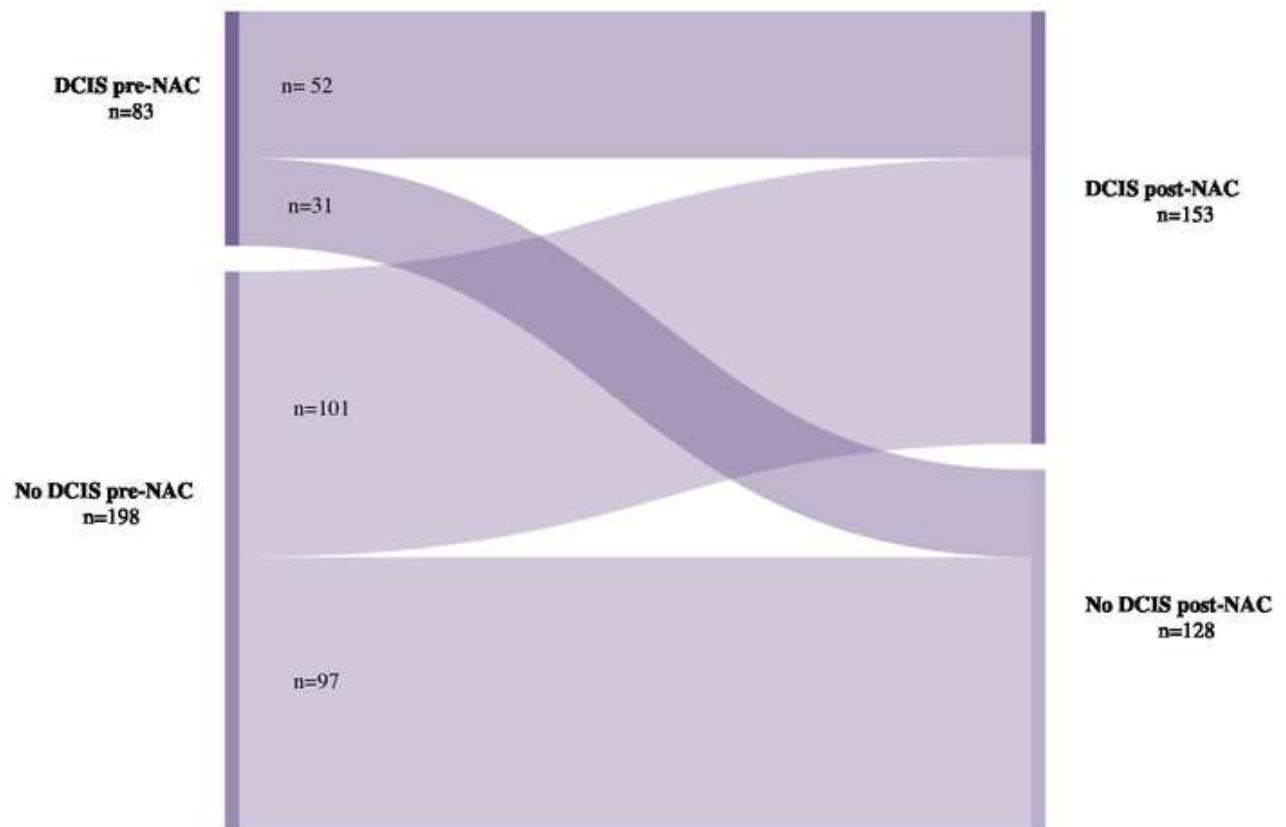 DCIS pre-NAC
n=83
n= 52
n=31
DCIS post-NAC
n=153
n=101
No DCIS pre-NAC
n=198
No DCIS post-NAC
n=128
n=97